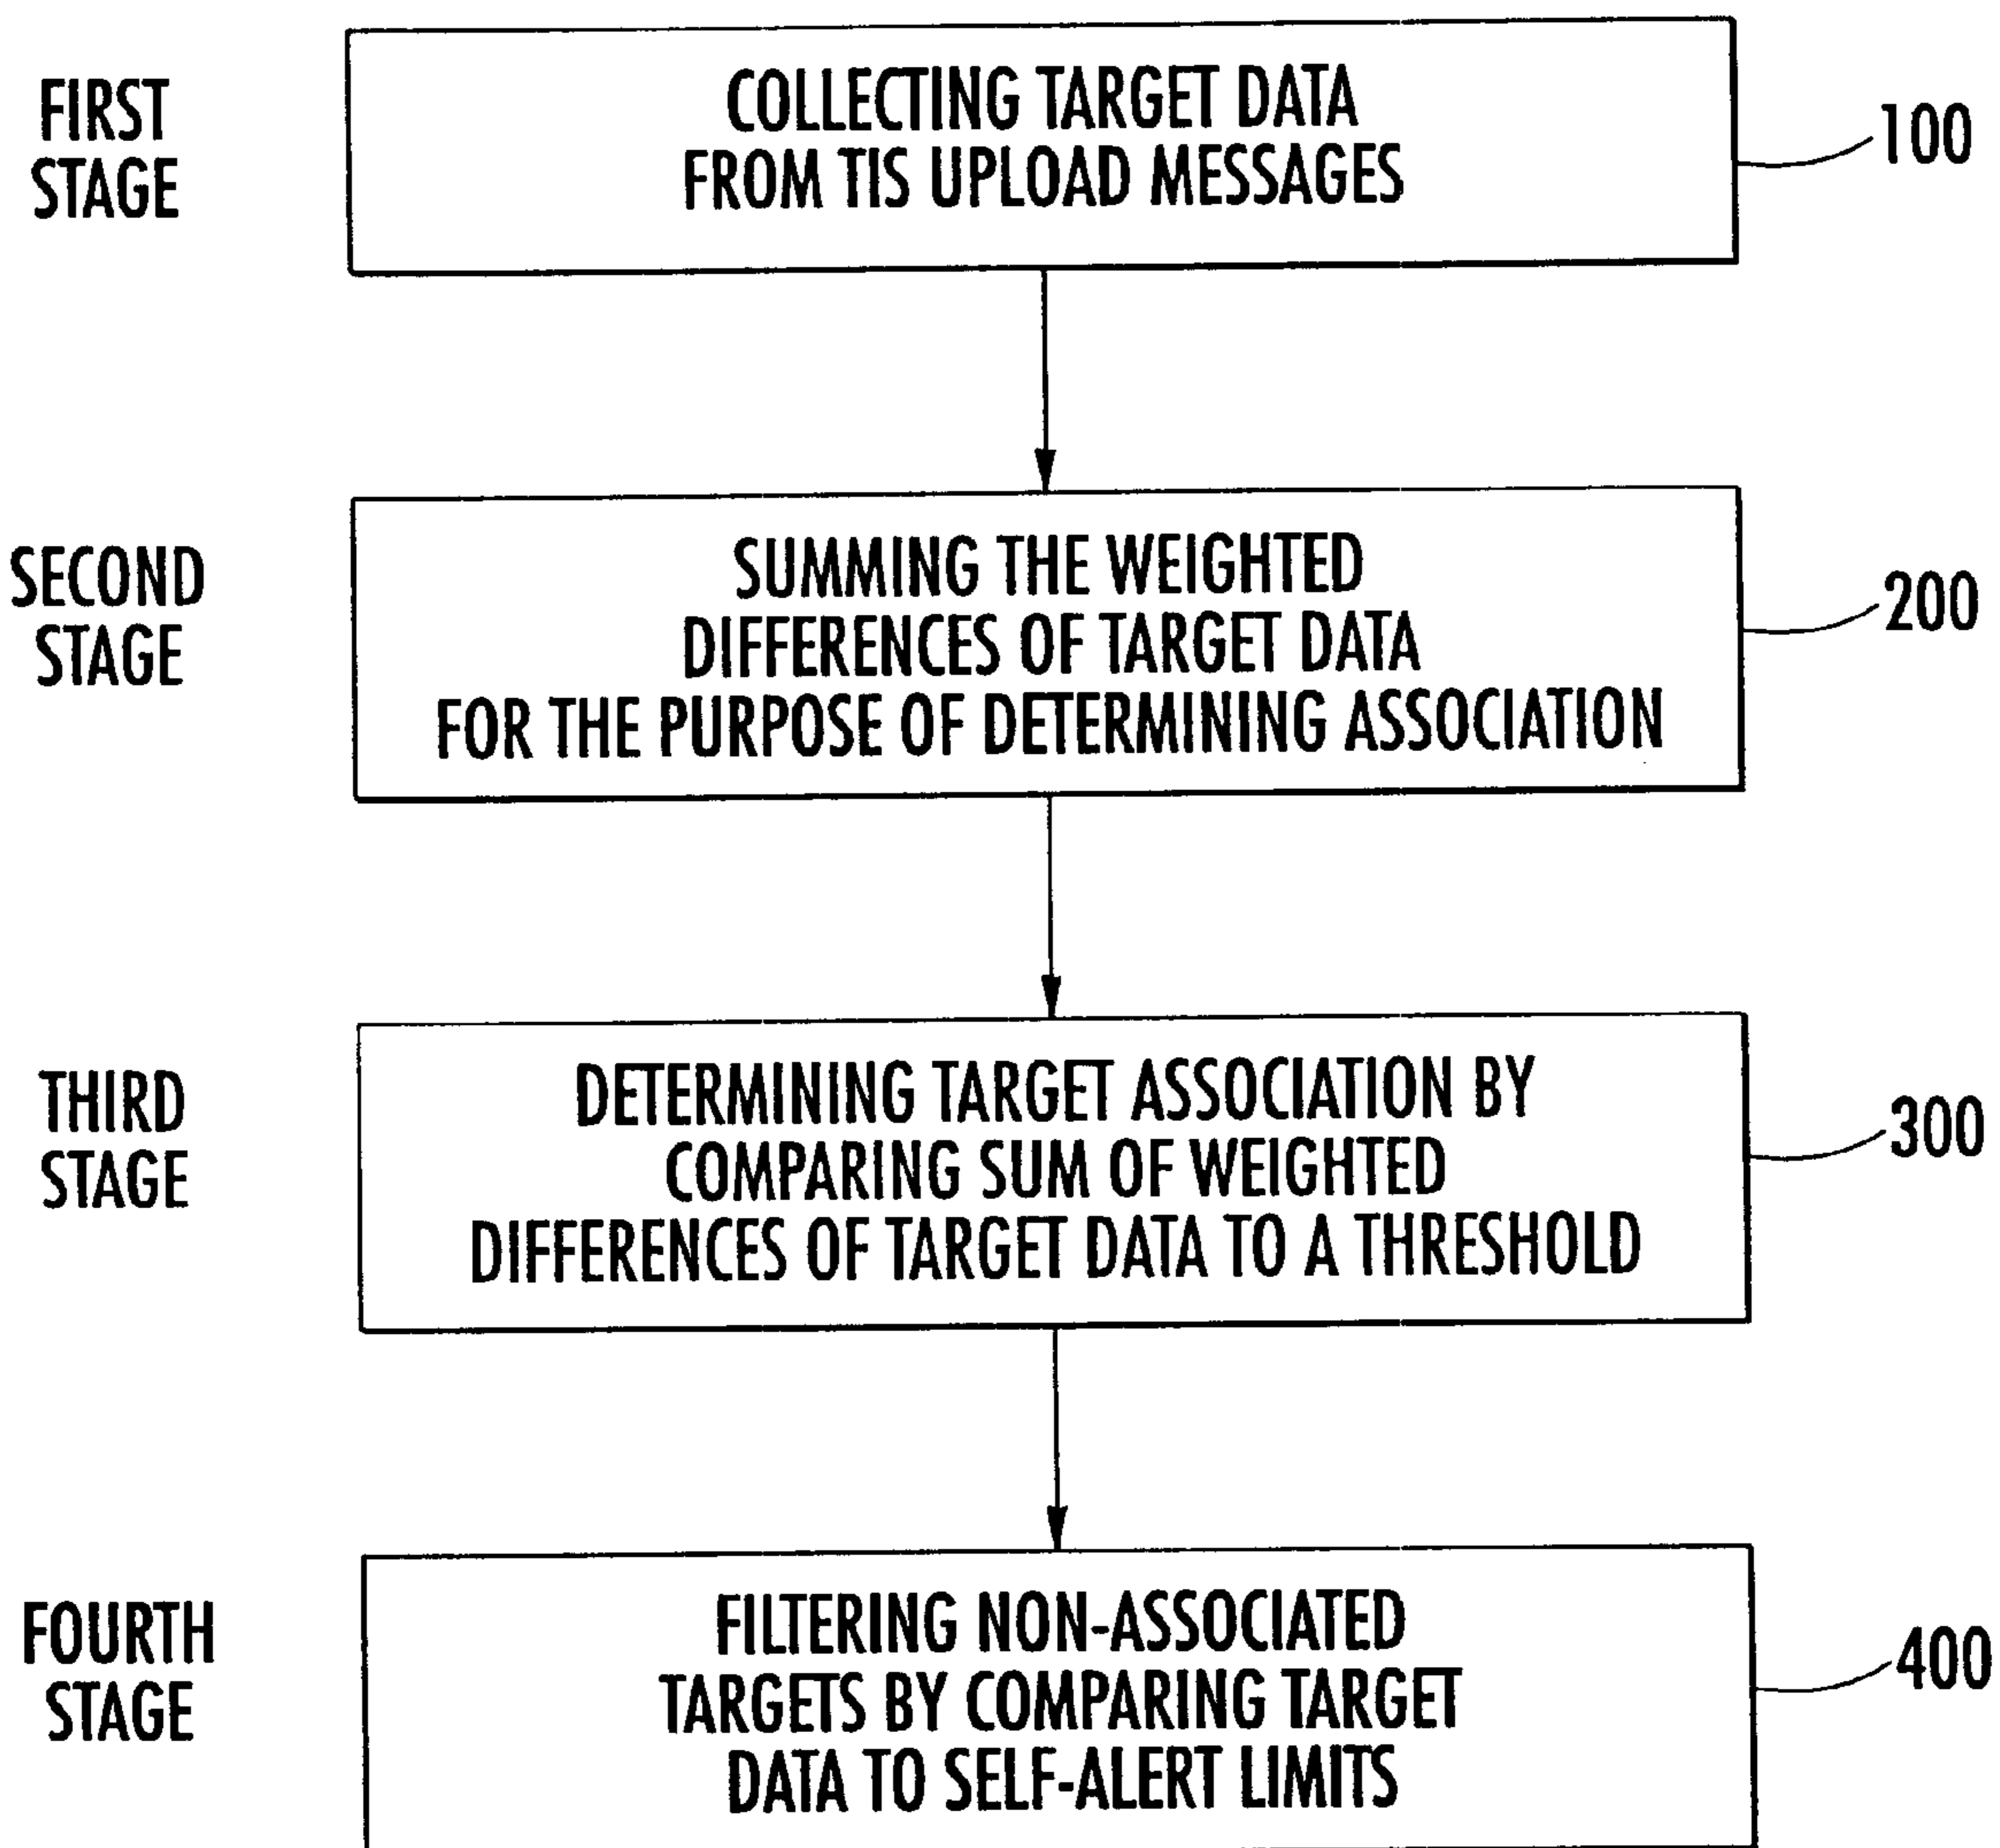 FIRST
STAGE
COLLECTING TARGET DATA
FROM TIS UPLOAD MESSAGES
100
SECOND
STAGE
SUMMING THE WEIGHTED
DIFFERENCES OF TARGET DATA
FOR THE PURPOSE OF DETERMINING ASSOCIATION
200
THIRD
STAGE
DETERMINING TARGET ASSOCIATION BY
COMPARING SUM OF WEIGHTED
DIFFERENCES OF TARGET DATA TO A THRESHOLD
300
FOURTH
STAGE
FILTERING NON-ASSOCIATED
TARGETS BY COMPARING TARGET
DATA TO SELF-ALERT LIMITS
400